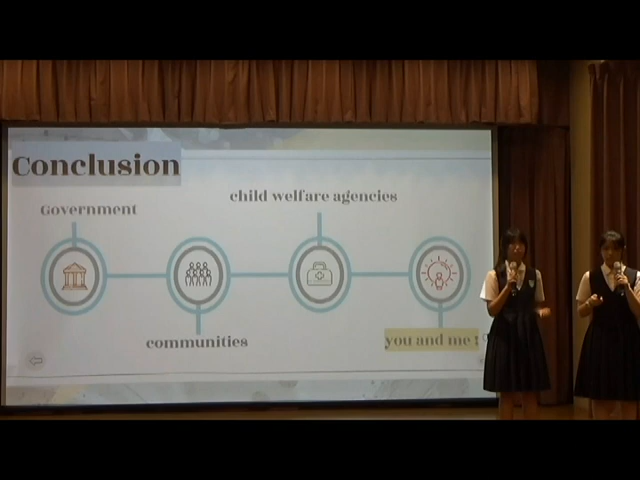 Conclusion
Government
child welfare agencies
communities
you and me !